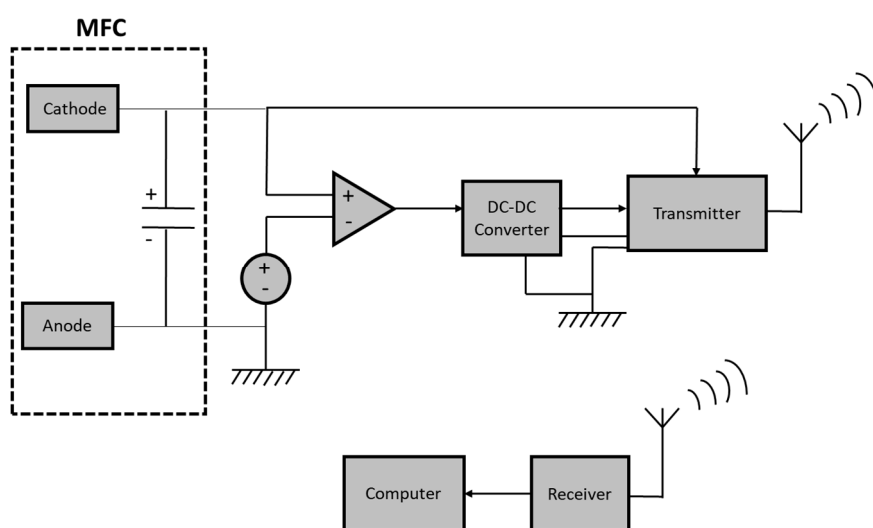 MFC
Cathode
+
-
Anode
+
-
+
-
DC-DC
Converter
Transmitter
Computer
Receiver